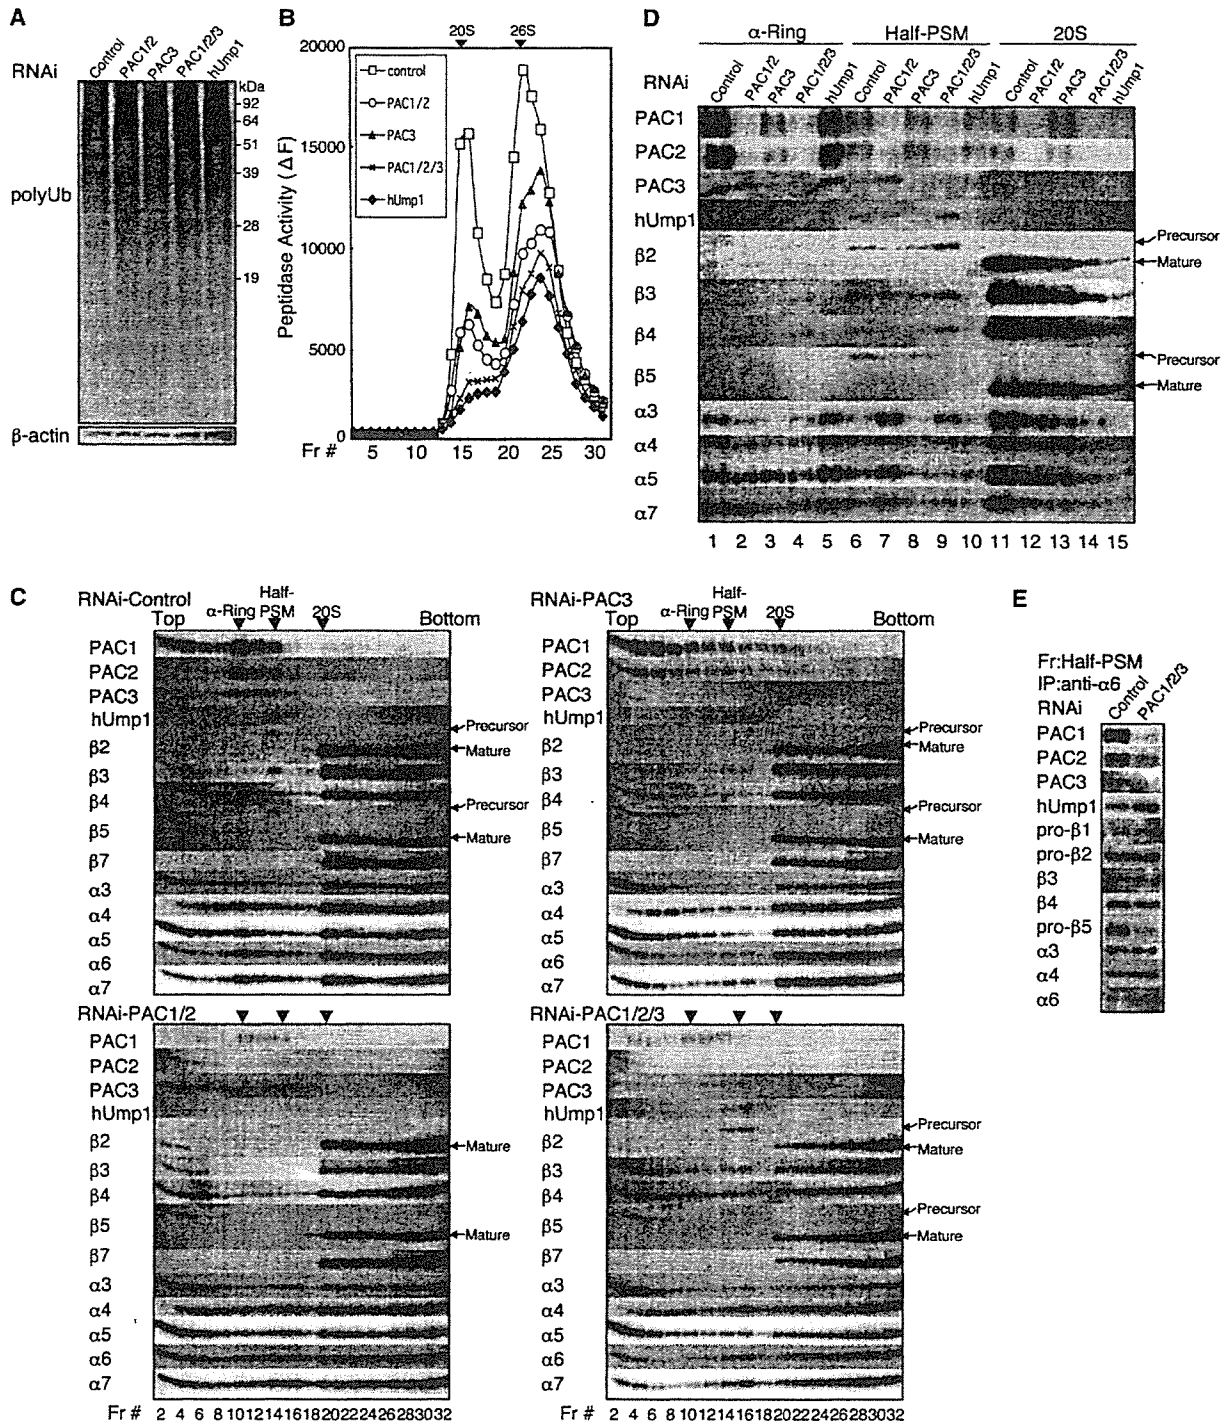 A
RNAi
Control
PAC1/2
PAC3
PAC1/2/3
hUmp1
kDa
92
64
51
39
28
19
polyUb
β-actin
B
20S
26S
20000
15000
10000
5000
0
Peptidase Activity (ΔF)
control
PAC1/2
PAC3
PAC1/2/3
hUmp1
Fr # 5 10 15 20 25 30
D
α-Ring Half-PSM 20S
RNAi
Control PAC1/2 PAC3 PAC1/2/3 hUmp1 Control PAC1/2 PAC3 PAC1/2/3 hUmp1 Control PAC1/2 PAC3 PAC1/2/3 hUmp1
PAC1
PAC2
PAC3
hUmp1
β2
Precursor
Mature
β3
β4
β5
Precursor
Mature
α3
α4
α5
α7
1 2 3 4 5 6 7 8 9 10 11 12 13 14 15
C
RNAi-Control
Top
α-Ring
Half-
PSM
20S
Bottom
PAC1
PAC2
PAC3
hUmp1
Precursor
β2
Mature
β3
β4
Precursor
β5
Mature
β7
α3
α4
α5
α6
α7
RNAi-PAC3
Top
α-Ring
Half-
PSM
20S
Bottom
PAC1
PAC2
PAC3
hUmp1
Precursor
β2
Mature
β3
β4
Precursor
β5
Mature
β7
α3
α4
α5
α6
α7
RNAi-PAC1/2
PAC1
PAC2
PAC3
hUmp1
β2
Mature
β3
β4
β5
Mature
β7
α3
α4
α5
α6
α7
Fr # 2 4 6 8 10 12 14 16 18 20 22 24 26 28 30 32
RNAi-PAC1/2/3
PAC1
PAC2
PAC3
hUmp1
Precursor
β2
Mature
β3
β4
Precursor
β5
Mature
β7
α3
α4
α5
α6
α7
Fr # 2 4 6 8 10 12 14 16 18 20 22 24 26 28 30 32
E
Fr:Half-PSM
IP:anti-α6
RNAi
Control
PAC1/2/3
PAC1
PAC2
PAC3
hUmp1
pro-β1
pro-β2
β3
β4
pro-β5
α3
α4
α6